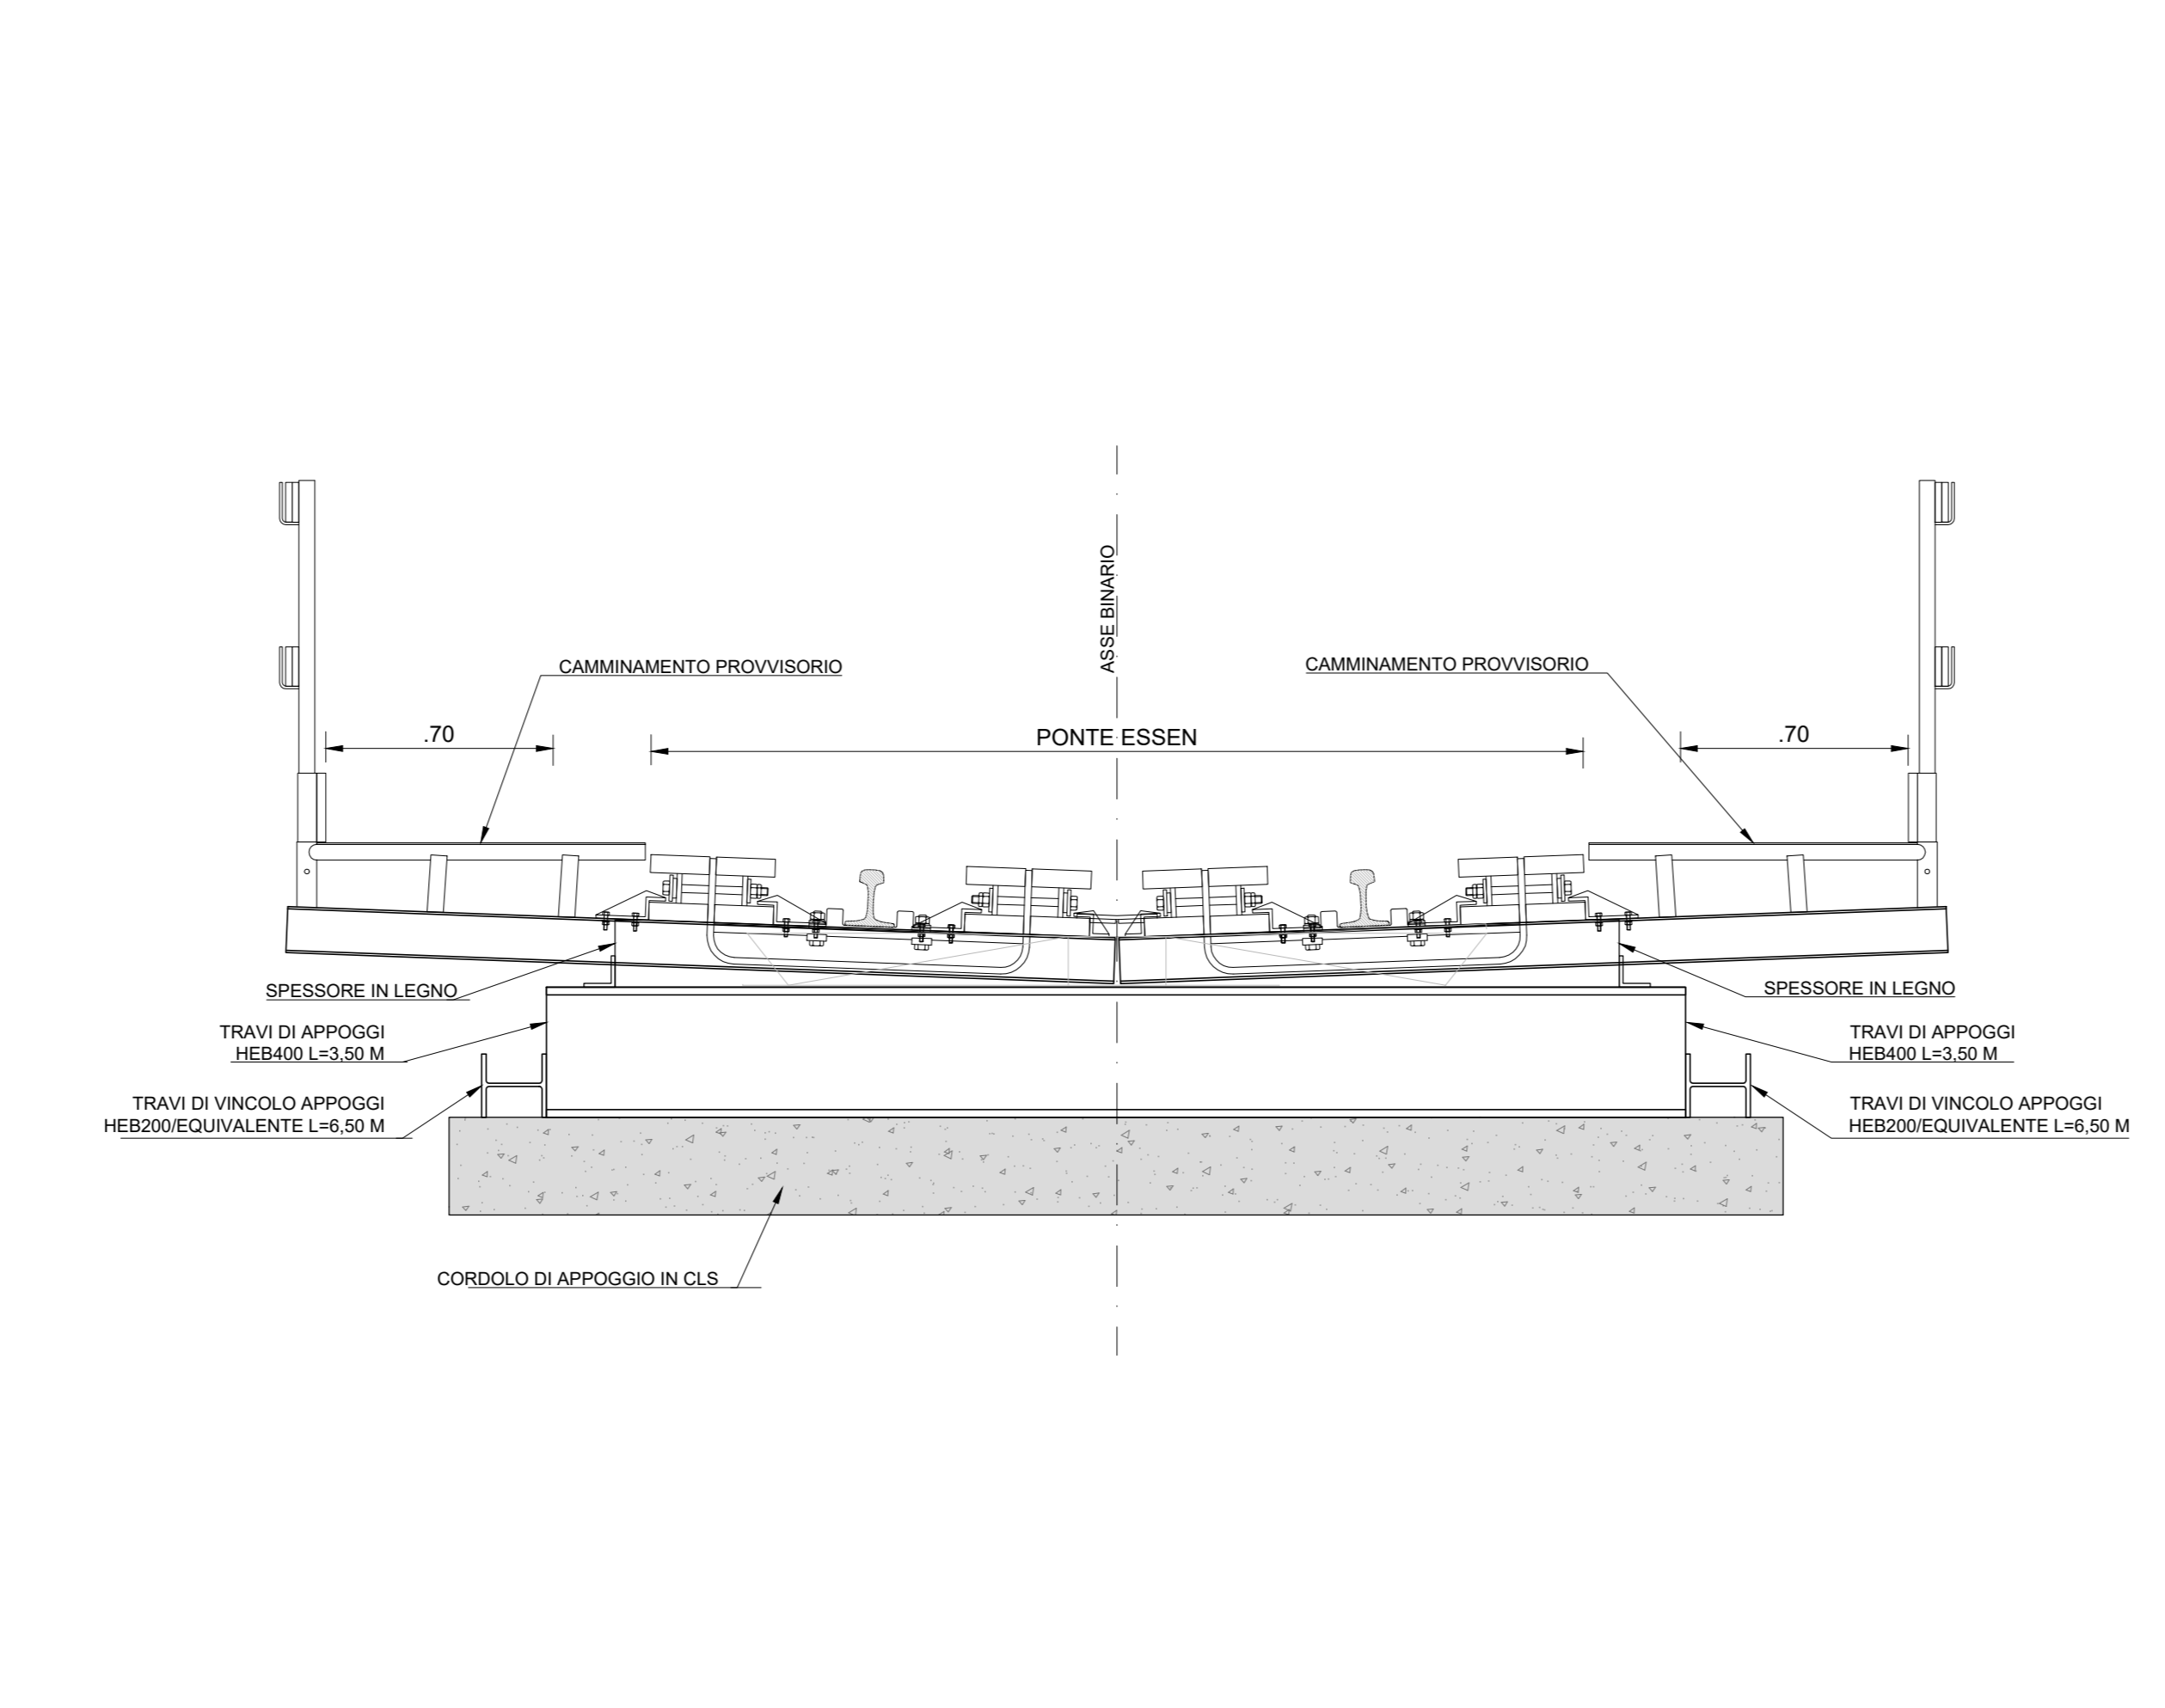 ASSE BINARIO
CAMMINAMENTO PROVVISORIO
CAMMINAMENTO PROVVISORIO
.70
PONTE ESSEN
.70
SPESSORE IN LEGNO
SPESSORE IN LEGNO
TRAVI DI APPOGGI
HEB400 L=3,50 M
TRAVI DI APPOGGI
HEB400 L=3,50 M
TRAVI DI VINCOLO APPOGGI
HEB200/EQUIVALENTE L=6,50 M
TRAVI DI VINCOLO APPOGGI
HEB200/EQUIVALENTE L=6,50 M
CORDOLO DI APPOGGIO IN CLS